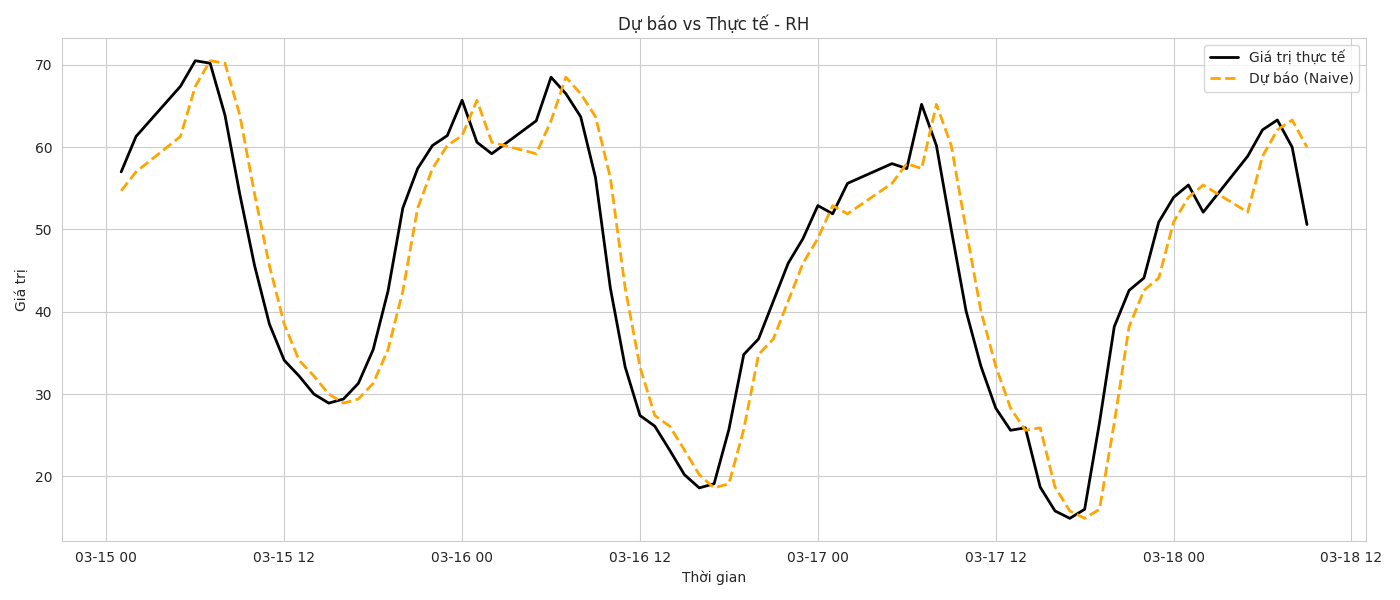 Dự báo vs Thực tế - RH
Giá trị thực tế
Dự báo (Naive)
Giá trị
70
60
50
40
30
20
03-15 00
03-15 12
03-16 00
03-16 12
03-17 00
03-17 12
03-18 00
03-18 12
Thời gian